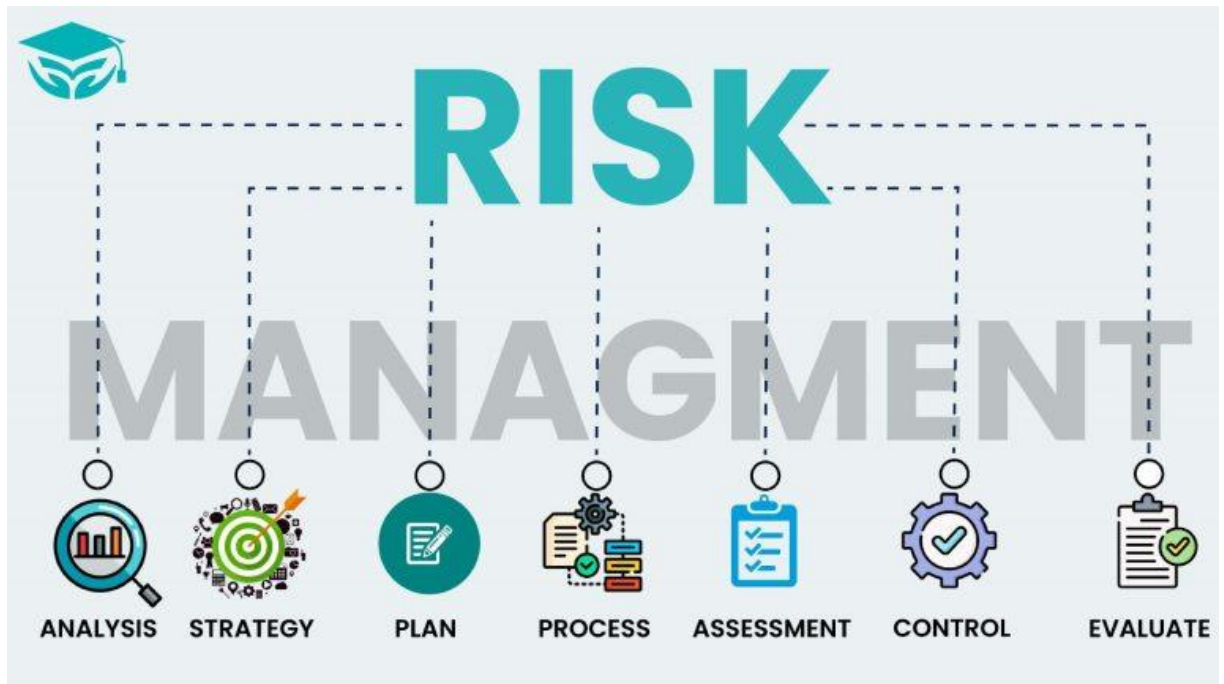 RISK
MANAGMENT
ANALYSIS STRATEGY PLAN PROCESS ASSESSMENT CONTROL EVALUATE